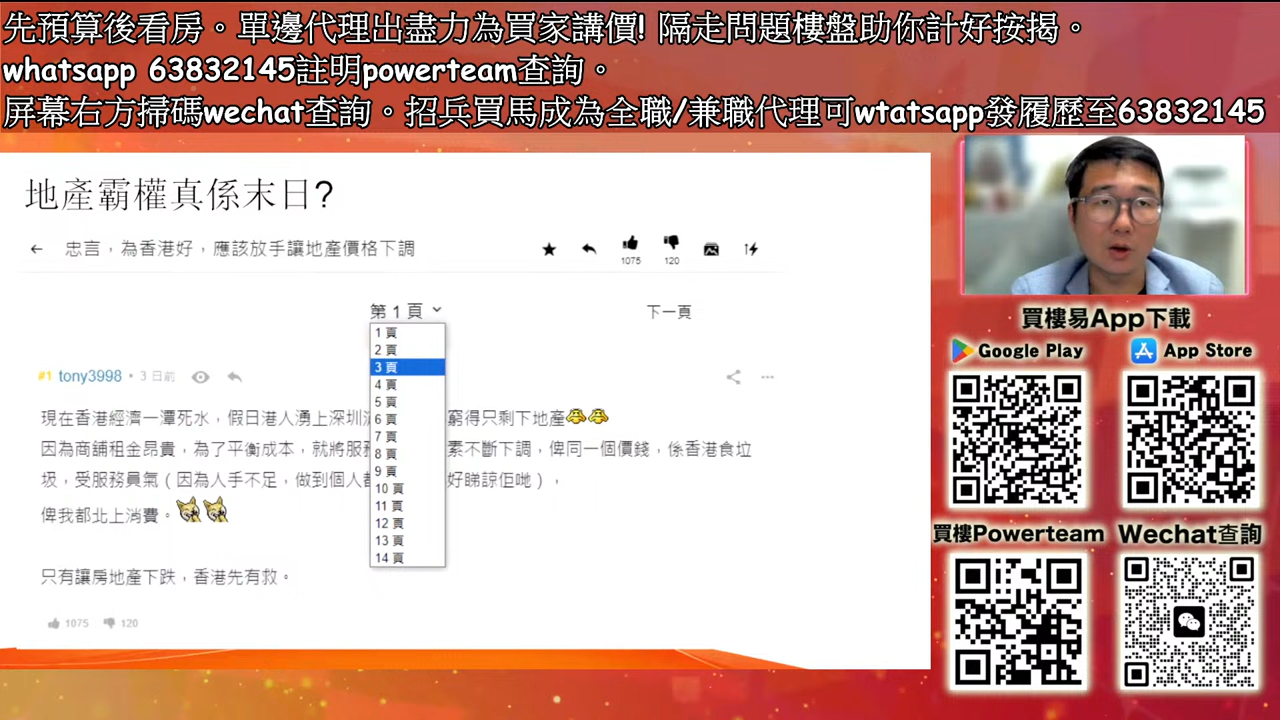 先預算後看房。單邊代理出盡力為買家講價! 隔走問題樓盤助你計好按揭。
whatsapp 63832145註明powerteam查詢。
屏幕右方掃碼wechat查詢。招兵買馬成為全職/兼職代理可wtatsapp發履歷至63832145
地產霸權真係末日?
忠言，為香港好，應該放手讓地產價格下調
1075
120
第 1 頁
下一頁
1 頁
2 頁
3 頁
4 頁
5 頁
6 頁
7 頁
8 頁
9 頁
10 頁
11 頁
12 頁
13 頁
14 頁
#1 tony3998 • 3 日前
現在香港經濟一潭死水，假日港人湧上深圳 窮得只剩下地產
因為商舖租金昂貴，為了平衡成本，就將服務 素不斷下調，俾同一個價錢，係香港食垃
圾，受服務員氣（因為人手不足，做到個人都 好睇諒佢哋），
俾我都北上消費。
只有讓房地產下跌，香港先有救。
1075 120
買樓易App下載
Google Play
App Store
買樓Powerteam
Wechat查詢